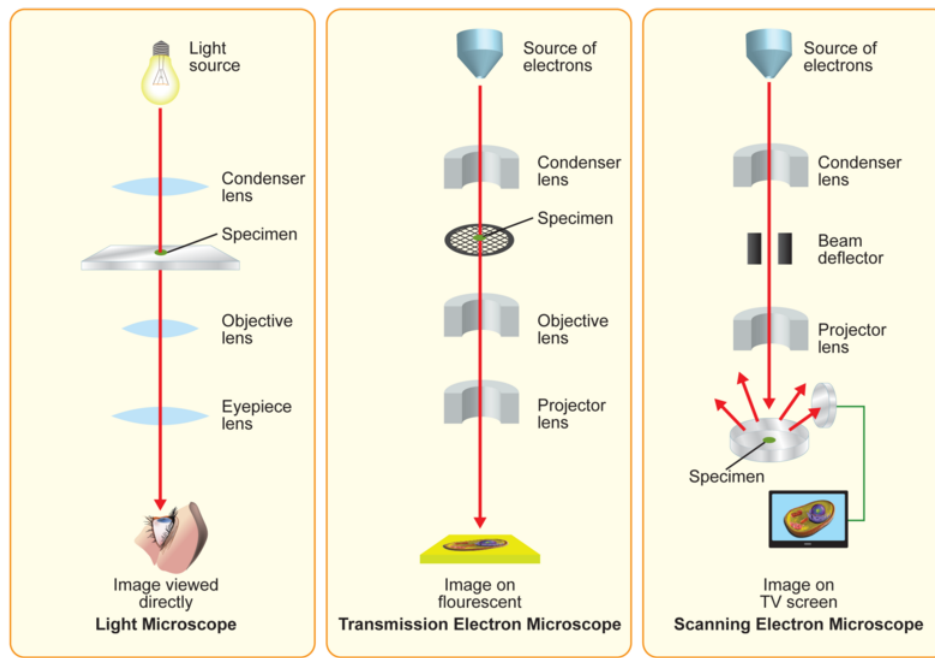 Light
source
Condenser
lens
Specimen
Objective
lens
Eyepiece
lens
Image viewed
directly
Light Microscope
Source of
electrons
Condenser
lens
Specimen
Objective
lens
Projector
lens
Image on
flourescent
Transmission Electron Microscope
Source of
electrons
Condenser
lens
Beam
deflector
Projector
lens
Specimen
Image on
TV screen
Scanning Electron Microscope